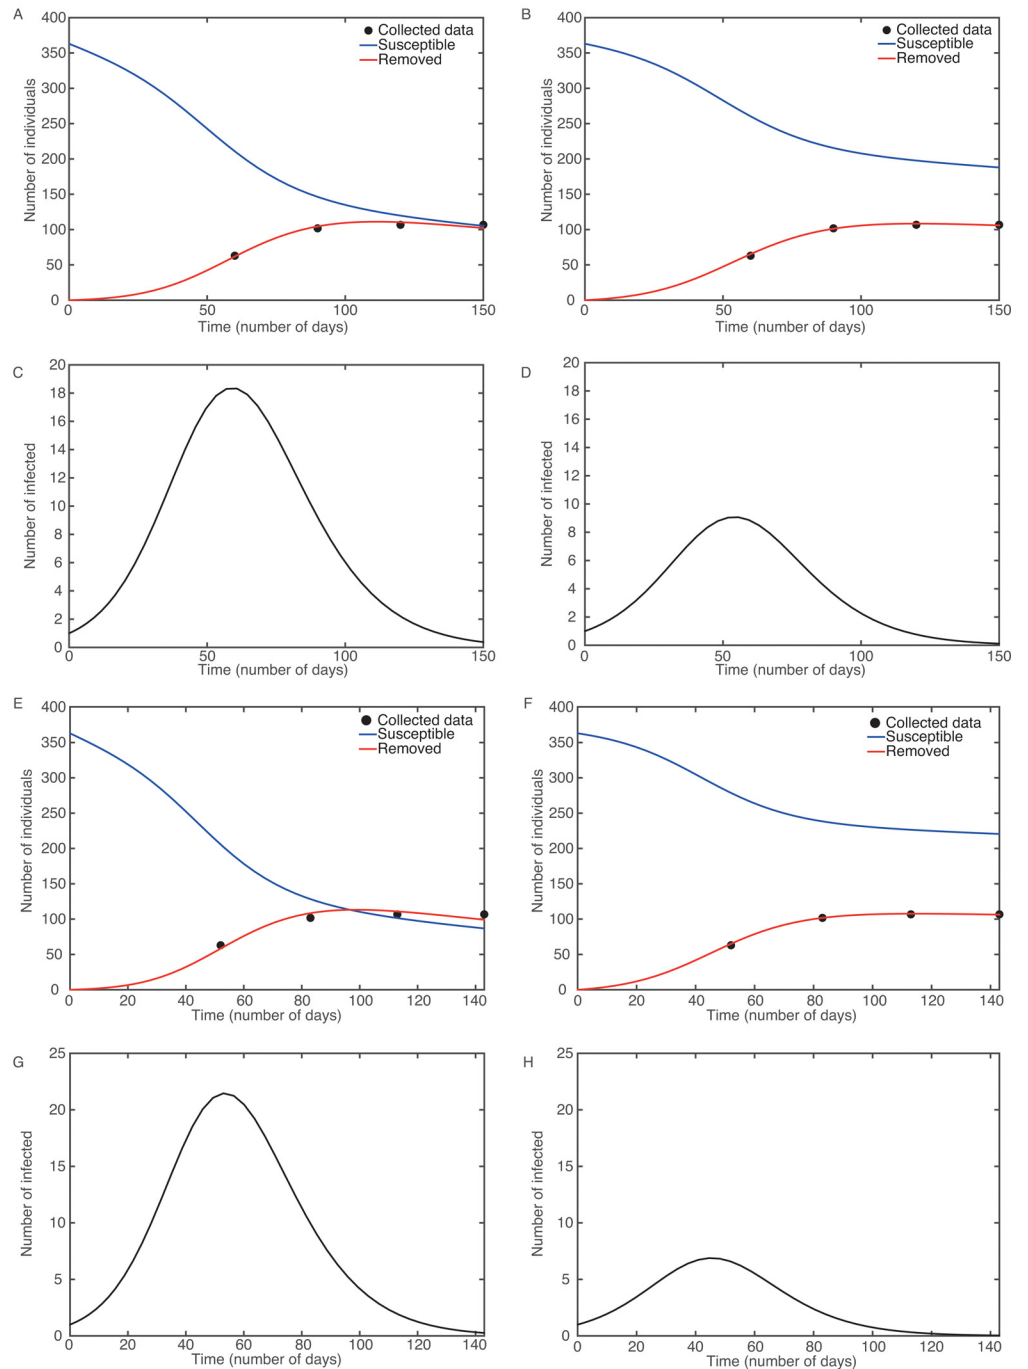 A
Number of individuals
400
350
300
250
200
150
100
50
0
Collected data
Susceptible
Removed
0 50 100 150
Time (number of days)
B
Number of individuals
400
350
300
250
200
150
100
50
0
Collected data
Susceptible
Removed
0 50 100 150
Time (number of days)
C
Number of infected
20
18
16
14
12
10
8
6
4
2
0
0 50 100 150
Time (number of days)
D
Number of infected
20
18
16
14
12
10
8
6
4
2
0
0 50 100 150
Time (number of days)
E
Number of individuals
400
350
300
250
200
150
100
50
0
Collected data
Susceptible
Removed
0 20 40 60 80 100 120 140
Time (number of days)
F
Number of individuals
400
350
300
250
200
150
100
50
0
Collected data
Susceptible
Removed
0 20 40 60 80 100 120 140
Time (number of days)
G
Number of infected
25
20
15
10
5
0
0 20 40 60 80 100 120 140
Time (number of days)
H
Number of infected
25
20
15
10
5
0
0 20 40 60 80 100 120 140
Time (number of days)